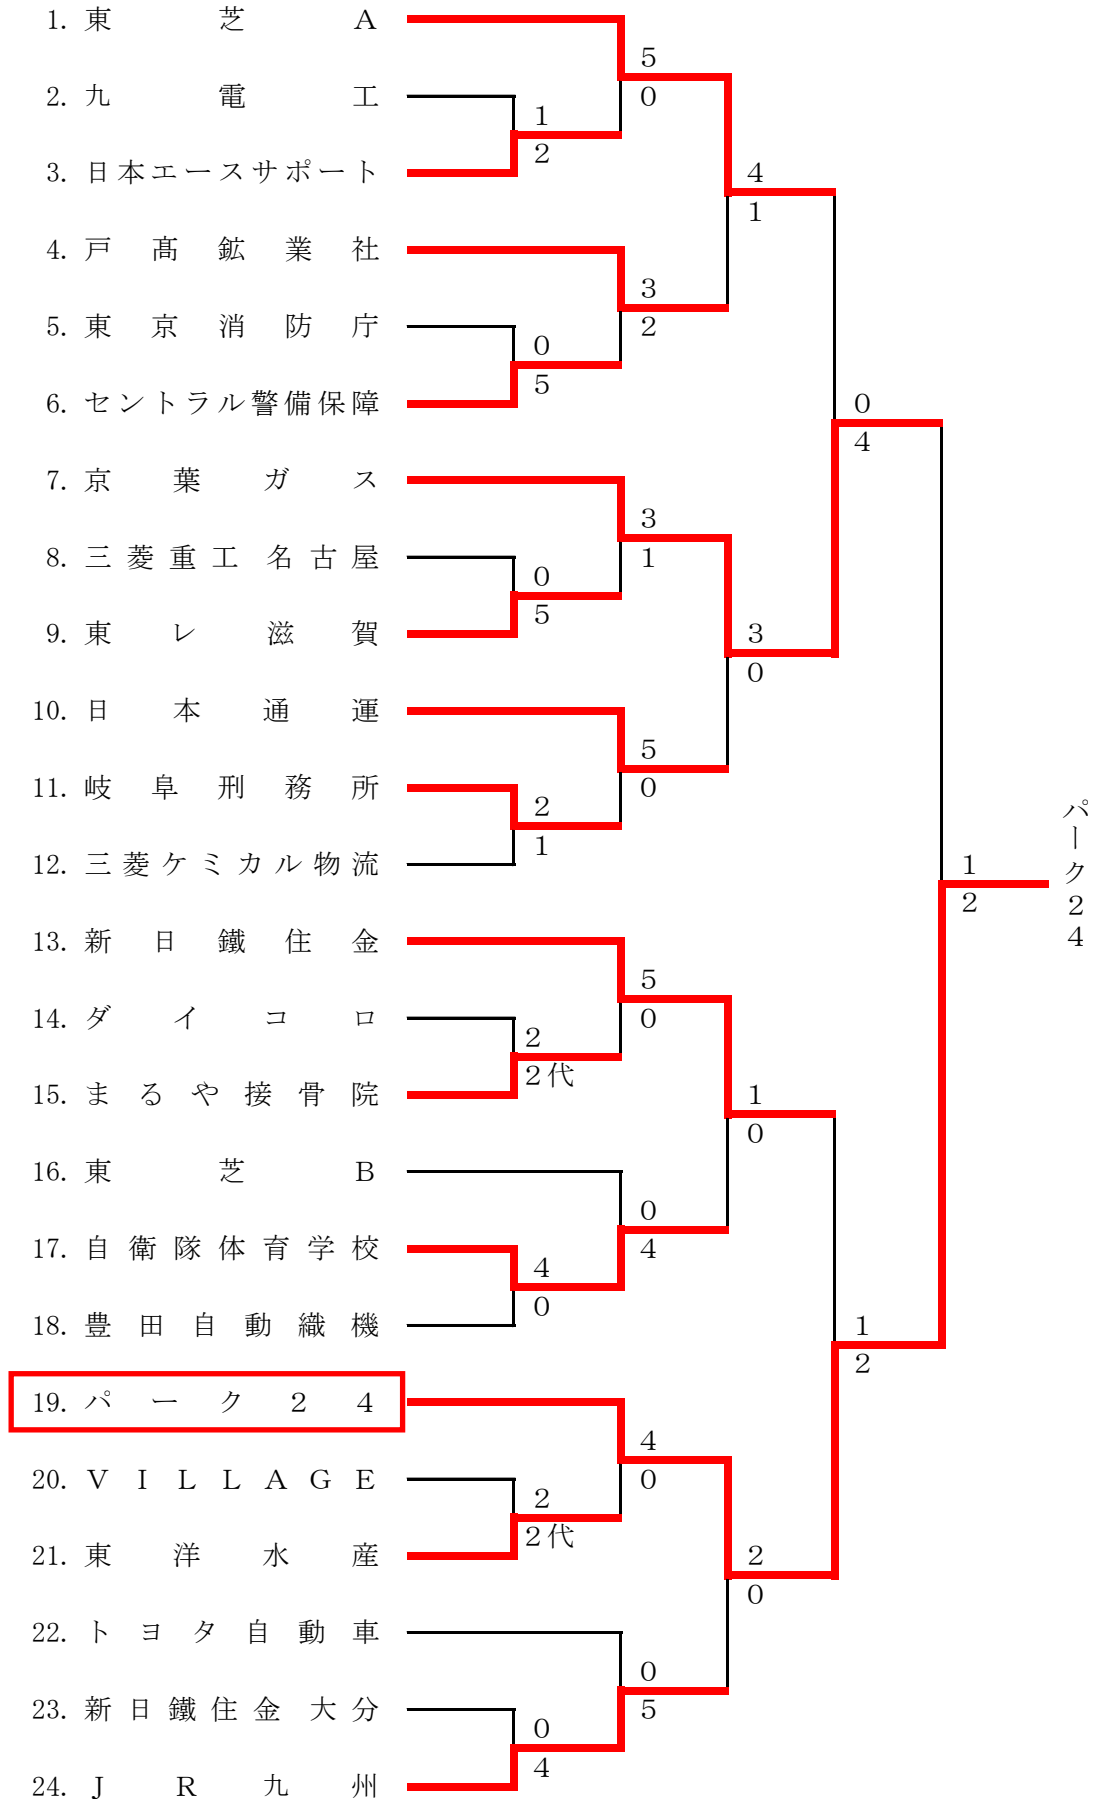 1. 東芝A
5
2. 九電工
0
1
2
3. 日本エースサポート
4
1
4. 戸髙鉱業社
3
5. 東京消防庁
2
0
5
6. セントラル警備保障
0
4
7. 京葉ガス
3
8. 三菱重工名古屋
1
0
5
9. 東レ滋賀
3
0
10. 日本通運
5
11. 岐阜刑務所
0
2
1
12. 三菱ケミカル物流
パーク24
1
2
13. 新日鐵住金
5
14. ダイコロ
0
2
2代
15. まるや接骨院
1
0
16. 東芝B
0
17. 自衛隊体育学校
4
4
0
18. 豊田自動織機
1
2
19. パーク24
4
20. VILLAGE
0
2
2代
21. 東洋水産
2
0
22. トヨタ自動車
0
23. 新日鐵住金大分
5
0
4
24. JR九州